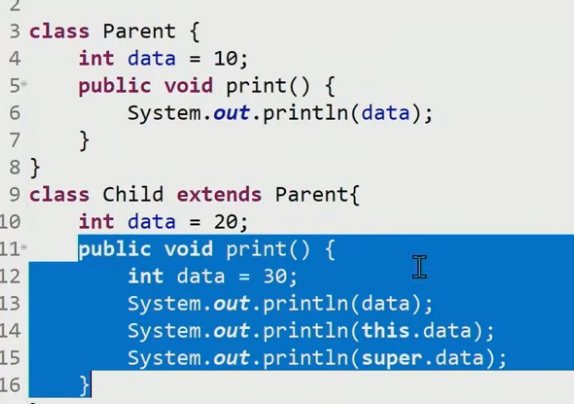 2
3 class Parent {
4 int data = 10;
5 public void print() {
6 System.out.println(data);
7 }
8 }
9 class Child extends Parent{
10 int data = 20;
11 public void print() {
12 int data = 30;
13 System.out.println(data);
14 System.out.println(this.data);
15 System.out.println(super.data);
16 }